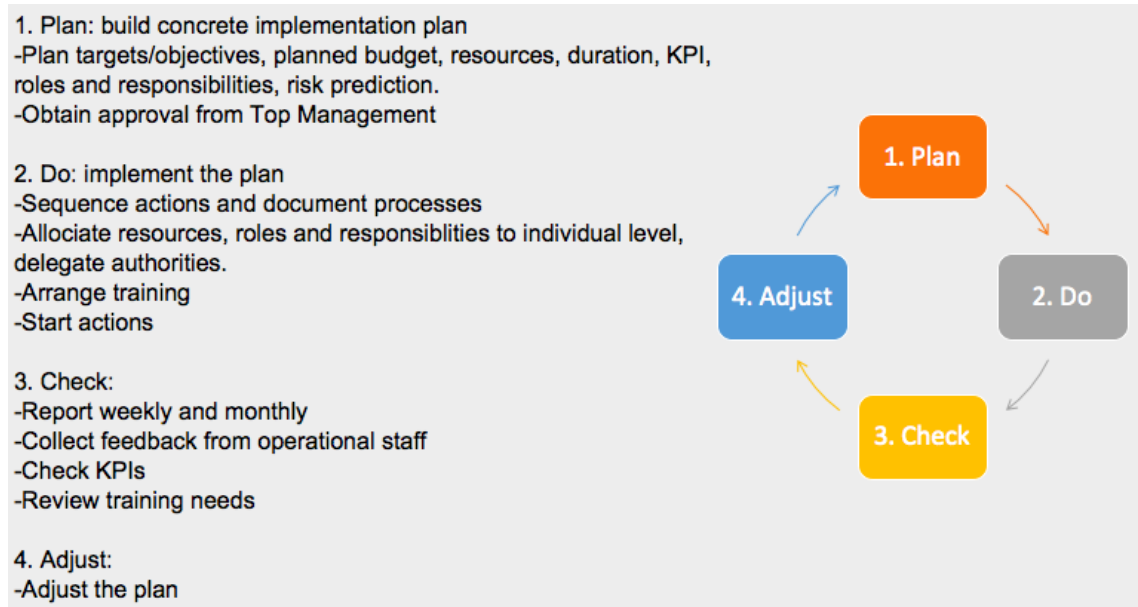 1. Plan: build concrete implementation plan
-Plan targets/objectives, planned budget, resources, duration, KPI,
roles and responsibilities, risk prediction.
-Obtain approval from Top Management
2. Do: implement the plan
-Sequence actions and document processes
-Allociate resources, roles and responsiblities to individual level,
delegate authorities.
-Arrange training
-Start actions
3. Check:
-Report weekly and monthly
-Collect feedback from operational staff
-Check KPIs
-Review training needs
4. Adjust:
-Adjust the plan
1. Plan
2. Do
3. Check
4. Adjust